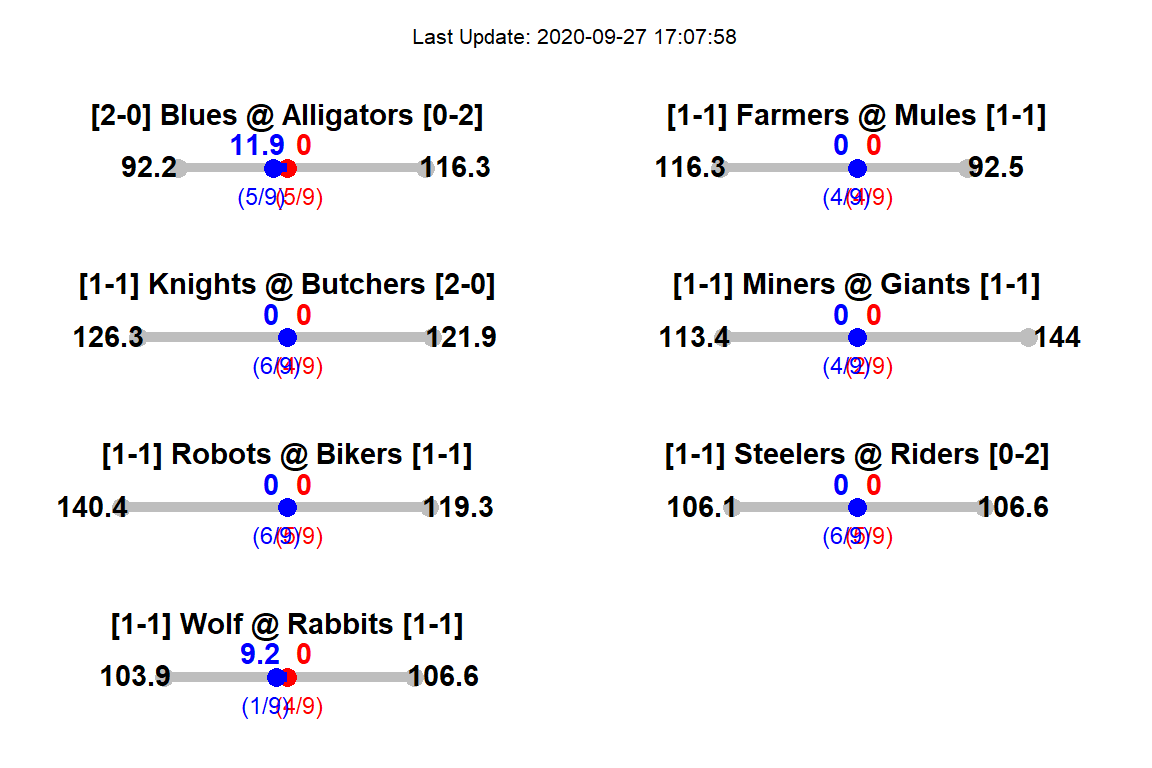 Last Update: 2020-09-27 17:07:58
[2-0] Blues @ Alligators [0-2]
11.9 0
92.2 116.3
(5/9) (5/9)
[1-1] Farmers @ Mules [1-1]
0 0
116.3 92.5
(4/9) (4/9)
[1-1] Knights @ Butchers [2-0]
0 0
126.3 121.9
(6/9) (4/9)
[1-1] Miners @ Giants [1-1]
0 0
113.4 144
(4/9) (2/9)
[1-1] Robots @ Bikers [1-1]
0 0
140.4 119.3
(6/9) (5/9)
[1-1] Steelers @ Riders [0-2]
0 0
106.1 106.6
(6/9) (5/9)
[1-1] Wolf @ Rabbits [1-1]
9.2 0
103.9 106.6
(1/9) (4/9)